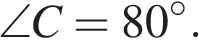 ∠C = 80°.